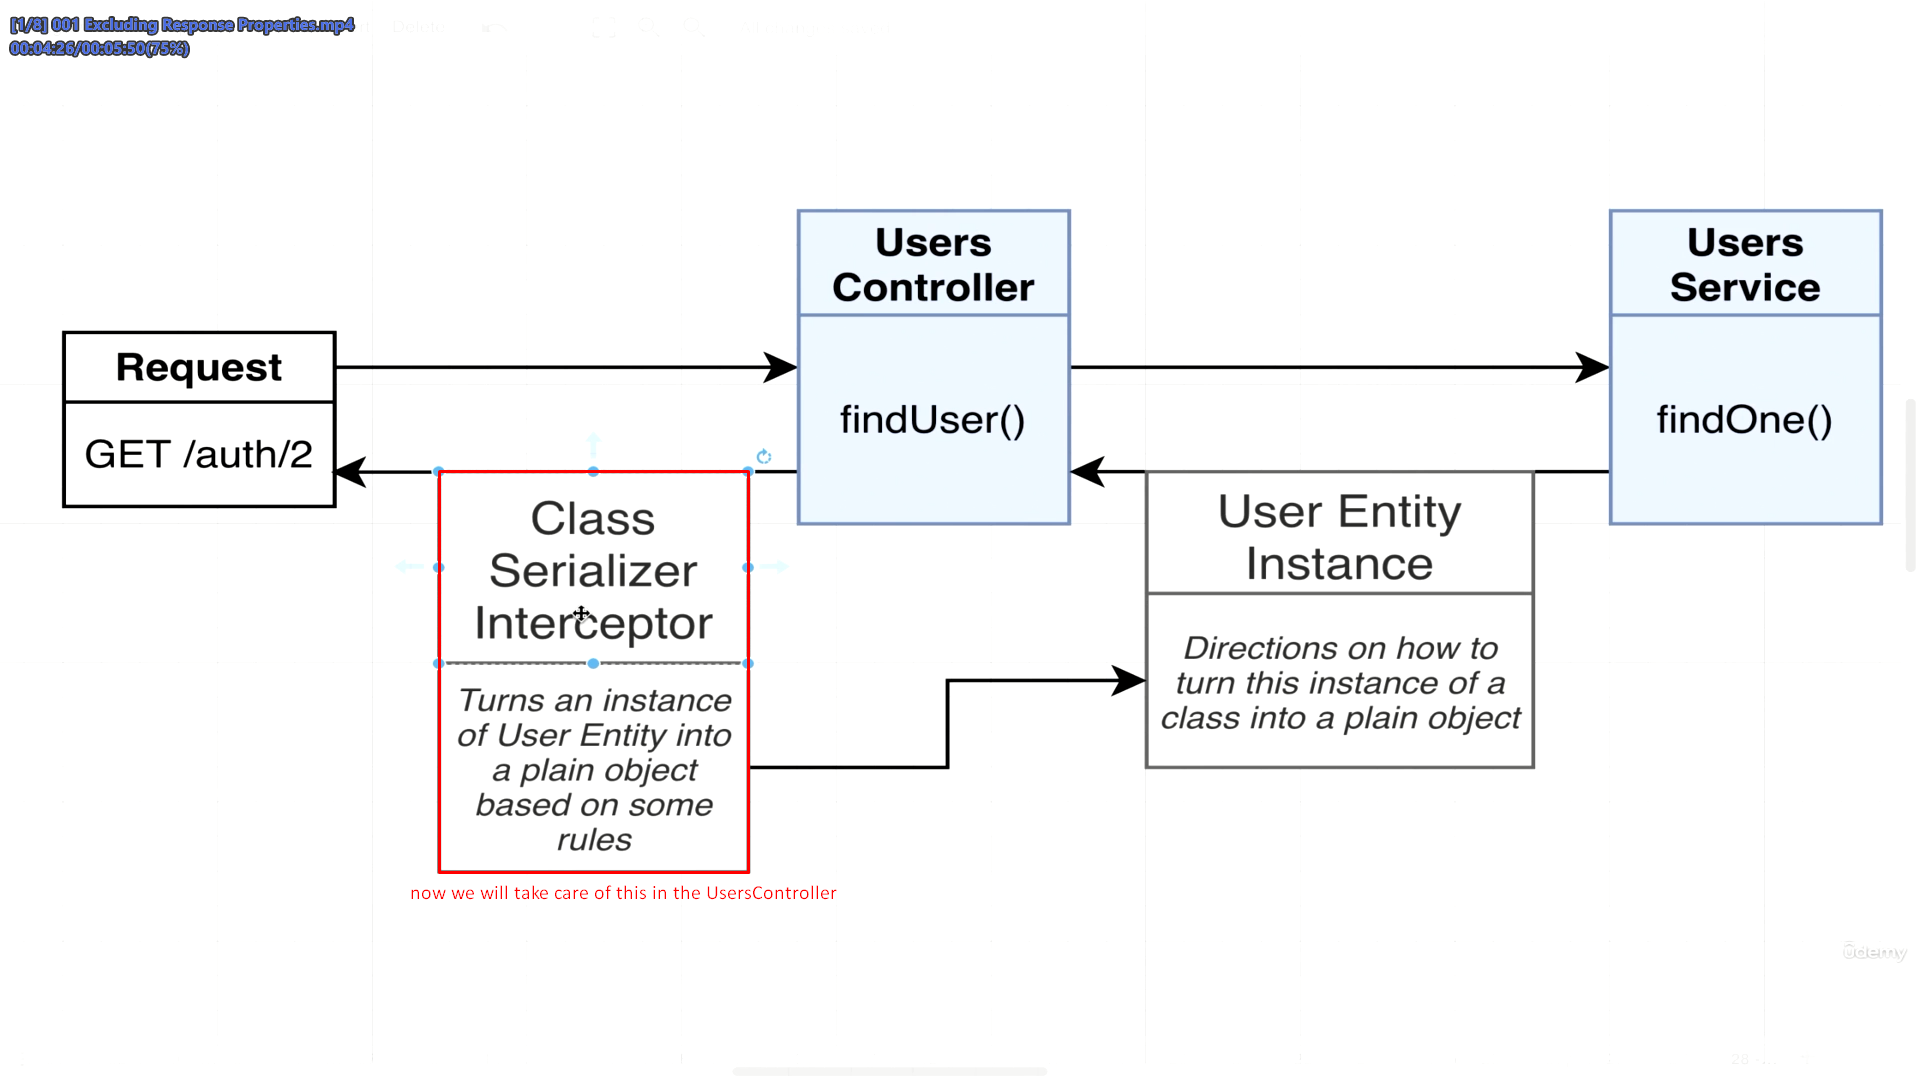 [1/8] 001 Excluding Response Properties.mp4
00:04:26/00:05:50(75%)
Delete
Users
Controller
findUser()
Users
Service
findOne()
Request
GET /auth/2
Class
Serializer
Interceptor
Turns an instance
of User Entity into
a plain object
based on some
rules
User Entity
Instance
Directions on how to
turn this instance of a
class into a plain object
now we will take care of this in the UsersController
ûdemy